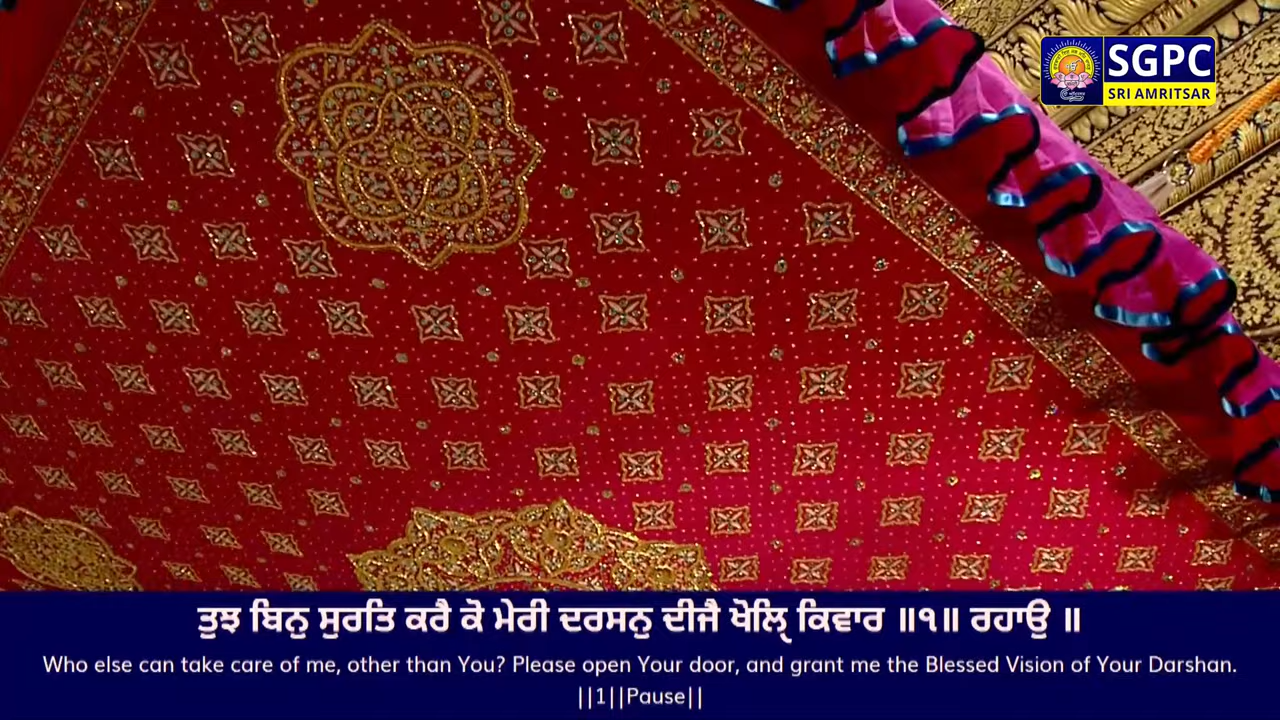 SGPC
SRI AMRITSAR
ਤੁਝ ਬਿਨੁ ਸੁਰਤਿ ਕਰੈ ਕੋ ਮੇਰੀ ਦਰਸਨੁ ਦੀਜੈ ਖੋਲ੍ਹਿ ਕਿਵਾਰ ॥੧॥ ਰਹਾਉ ॥
Who else can take care of me, other than You? Please open Your door, and grant me the Blessed Vision of Your Darshan.
||1||Pause||